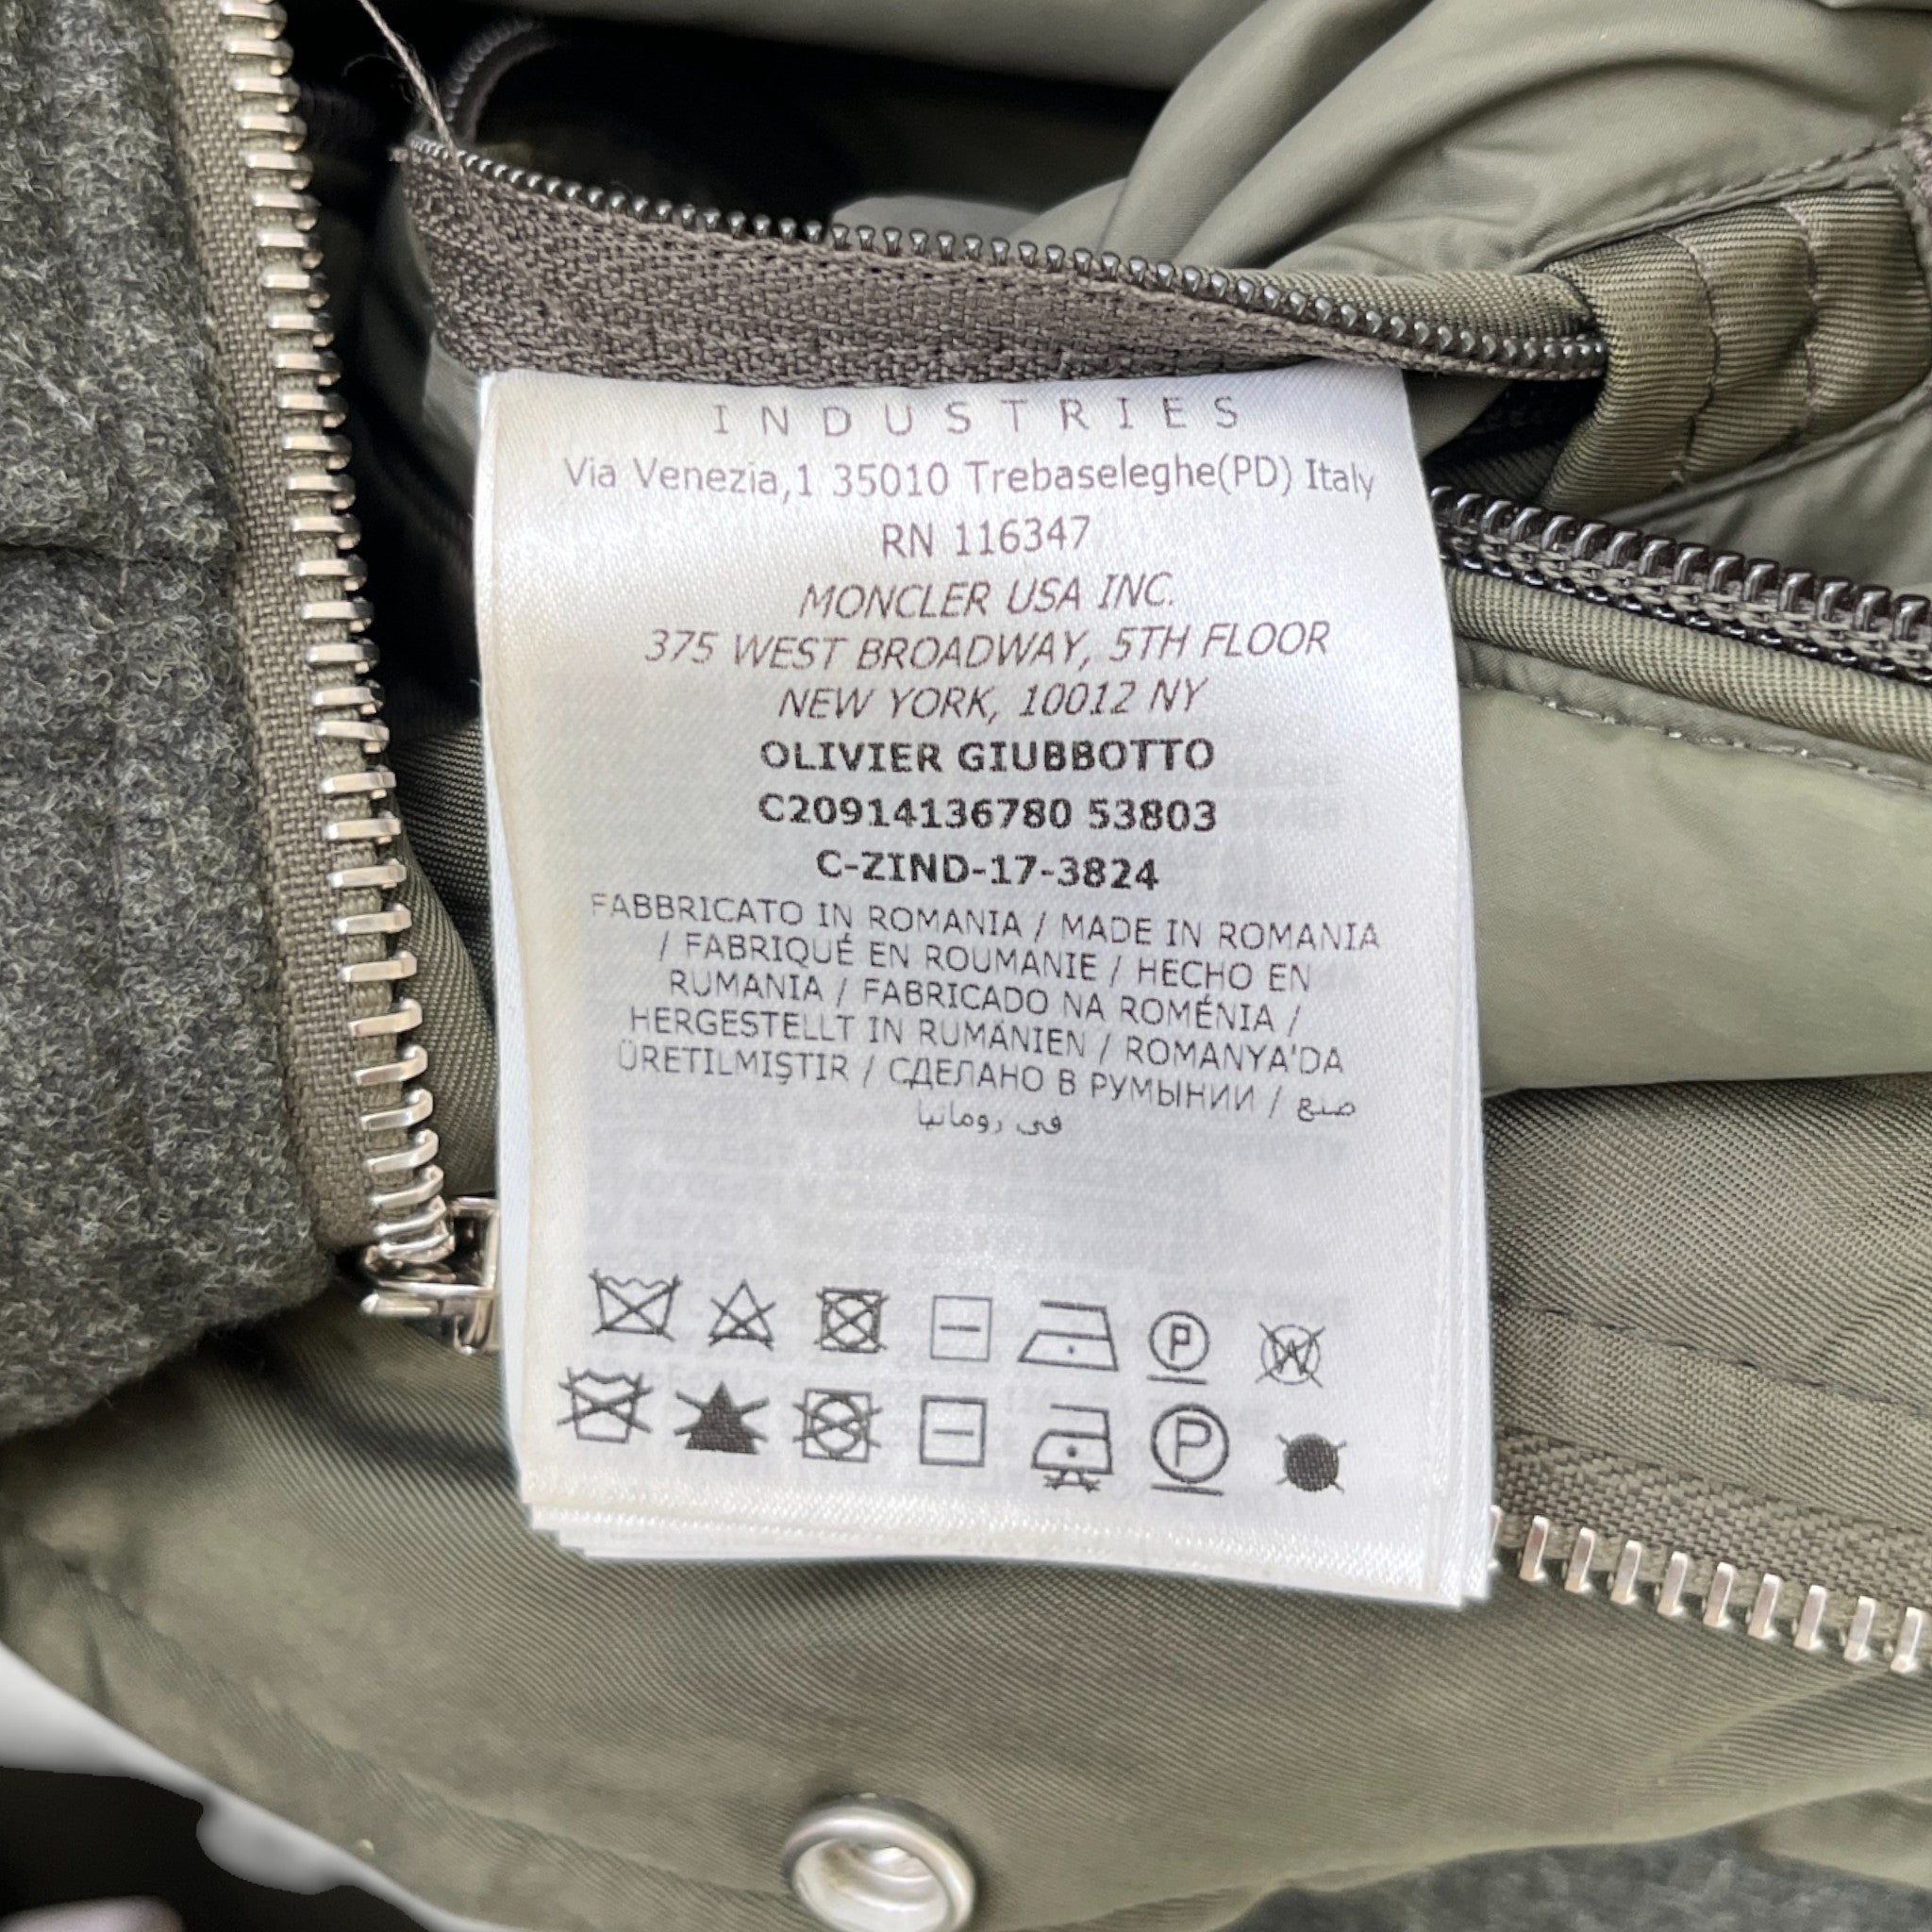 INDUSTRIES
Via Venezia,1 35010 Trebaseleghe(PD) Italy
RN 116347
MONCLER USA INC.
375 WEST BROADWAY, 5TH FLOOR
NEW YORK, 10012 NY
OLIVIER GIUBBOTTO
C20914136780 53803
C-ZIND-17-3824
FABBRICATO IN ROMANIA / MADE IN ROMANIA
/ FABRIQUÉ EN ROUMANIE / HECHO EN
RUMANIA / FABRICADO NA ROMÉNIA /
HERGESTELLT IN RUMÄNIEN / ROMANYA'DA
ÜRETILMIŞTIR / СДЕЛАНО В РУМЫНИИ / صنع
في رومانيا
P W
P